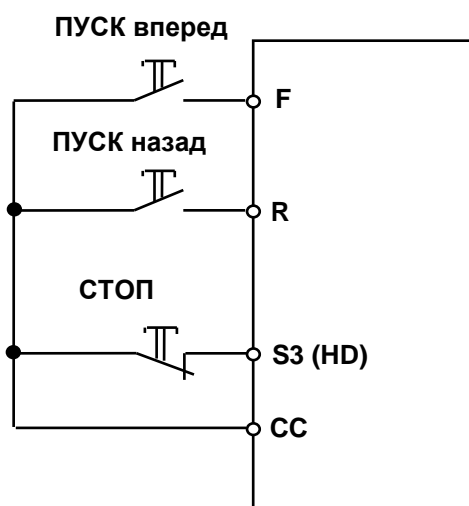 ПУСК вперед
F
ПУСК назад
R
СТОП
S3 (HD)
CC